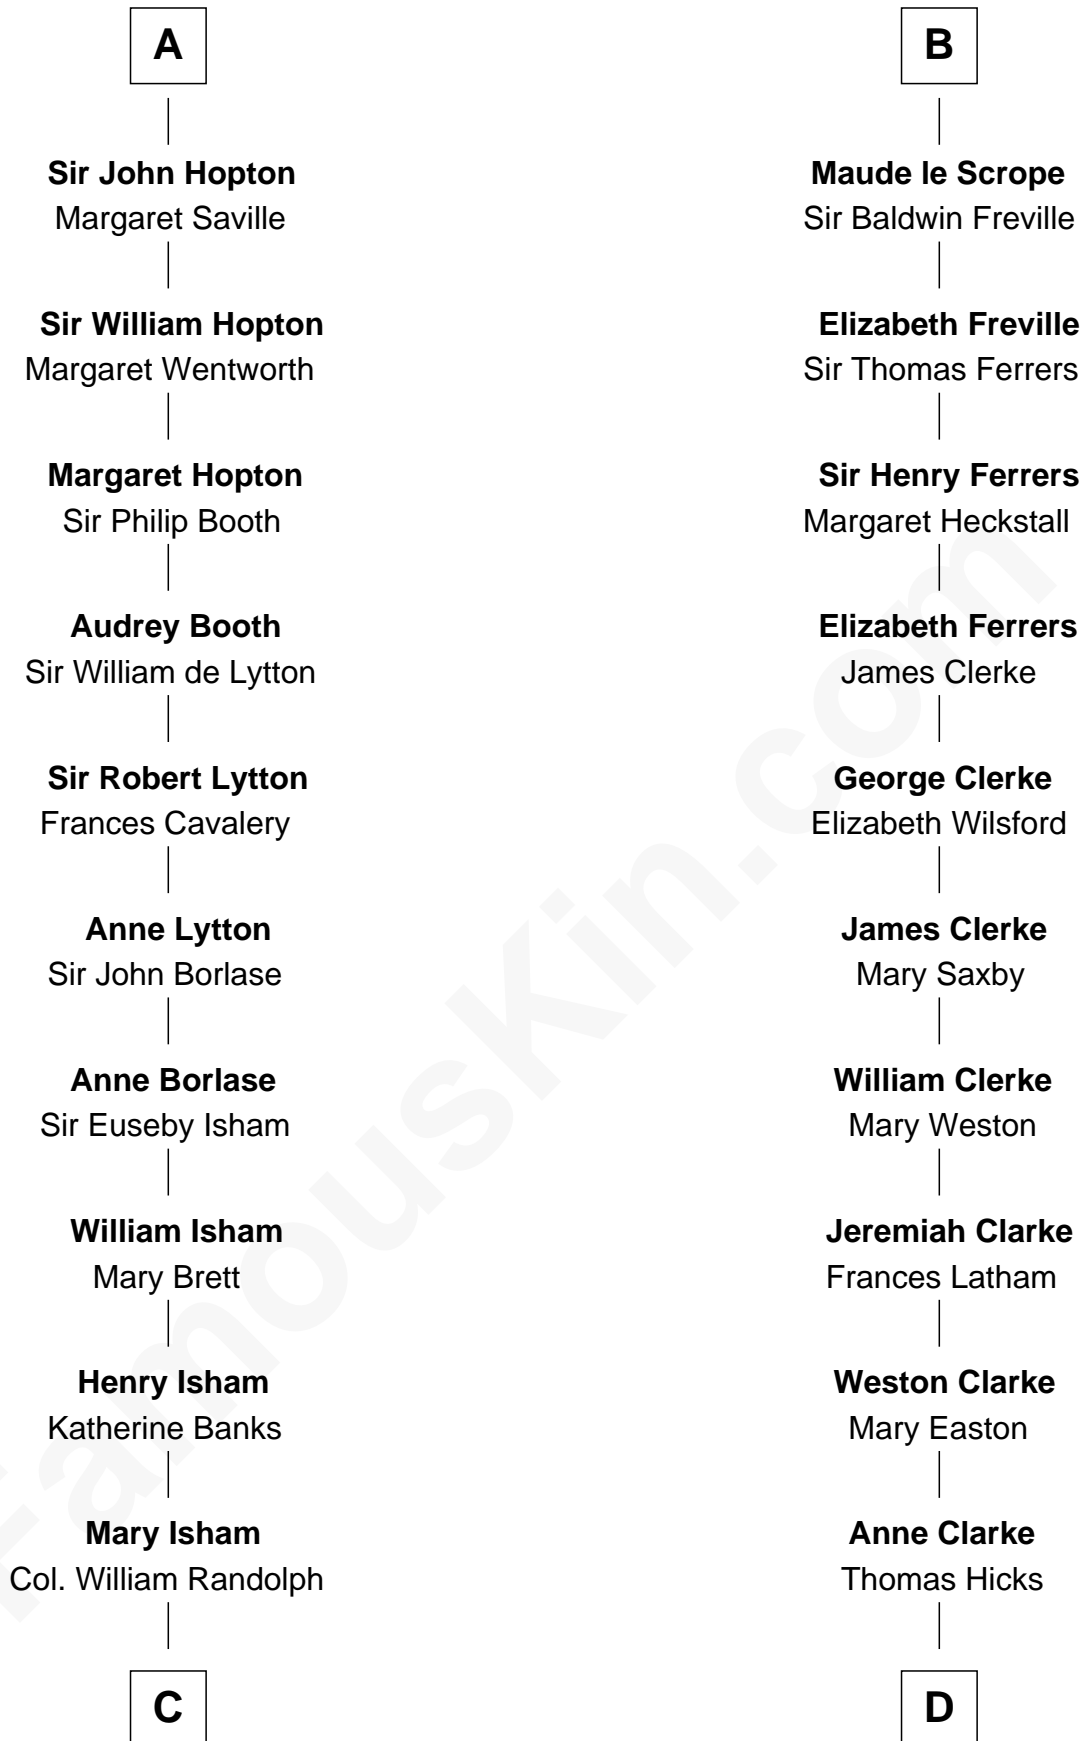 A
Sir John Hopton
Margaret Saville
Sir William Hopton
Margaret Wentworth
Margaret Hopton
Sir Philip Booth
Audrey Booth
Sir William de Lytton
Sir Robert Lytton
Frances Cavalery
Anne Lytton
Sir John Borlase
Anne Borlase
Sir Euseby Isham
William Isham
Mary Brett
Henry Isham
Katherine Banks
Mary Isham
Col. William Randolph
C
B
Maude le Scrope
Sir Baldwin Freville
Elizabeth Freville
Sir Thomas Ferrers
Sir Henry Ferrers
Margaret Heckstall
Elizabeth Ferrers
James Clerke
George Clerke
Elizabeth Wilsford
James Clerke
Mary Saxby
William Clerke
Mary Weston
Jeremiah Clarke
Frances Latham
Weston Clarke
Mary Easton
Anne Clarke
Thomas Hicks
D
FamousKin.com